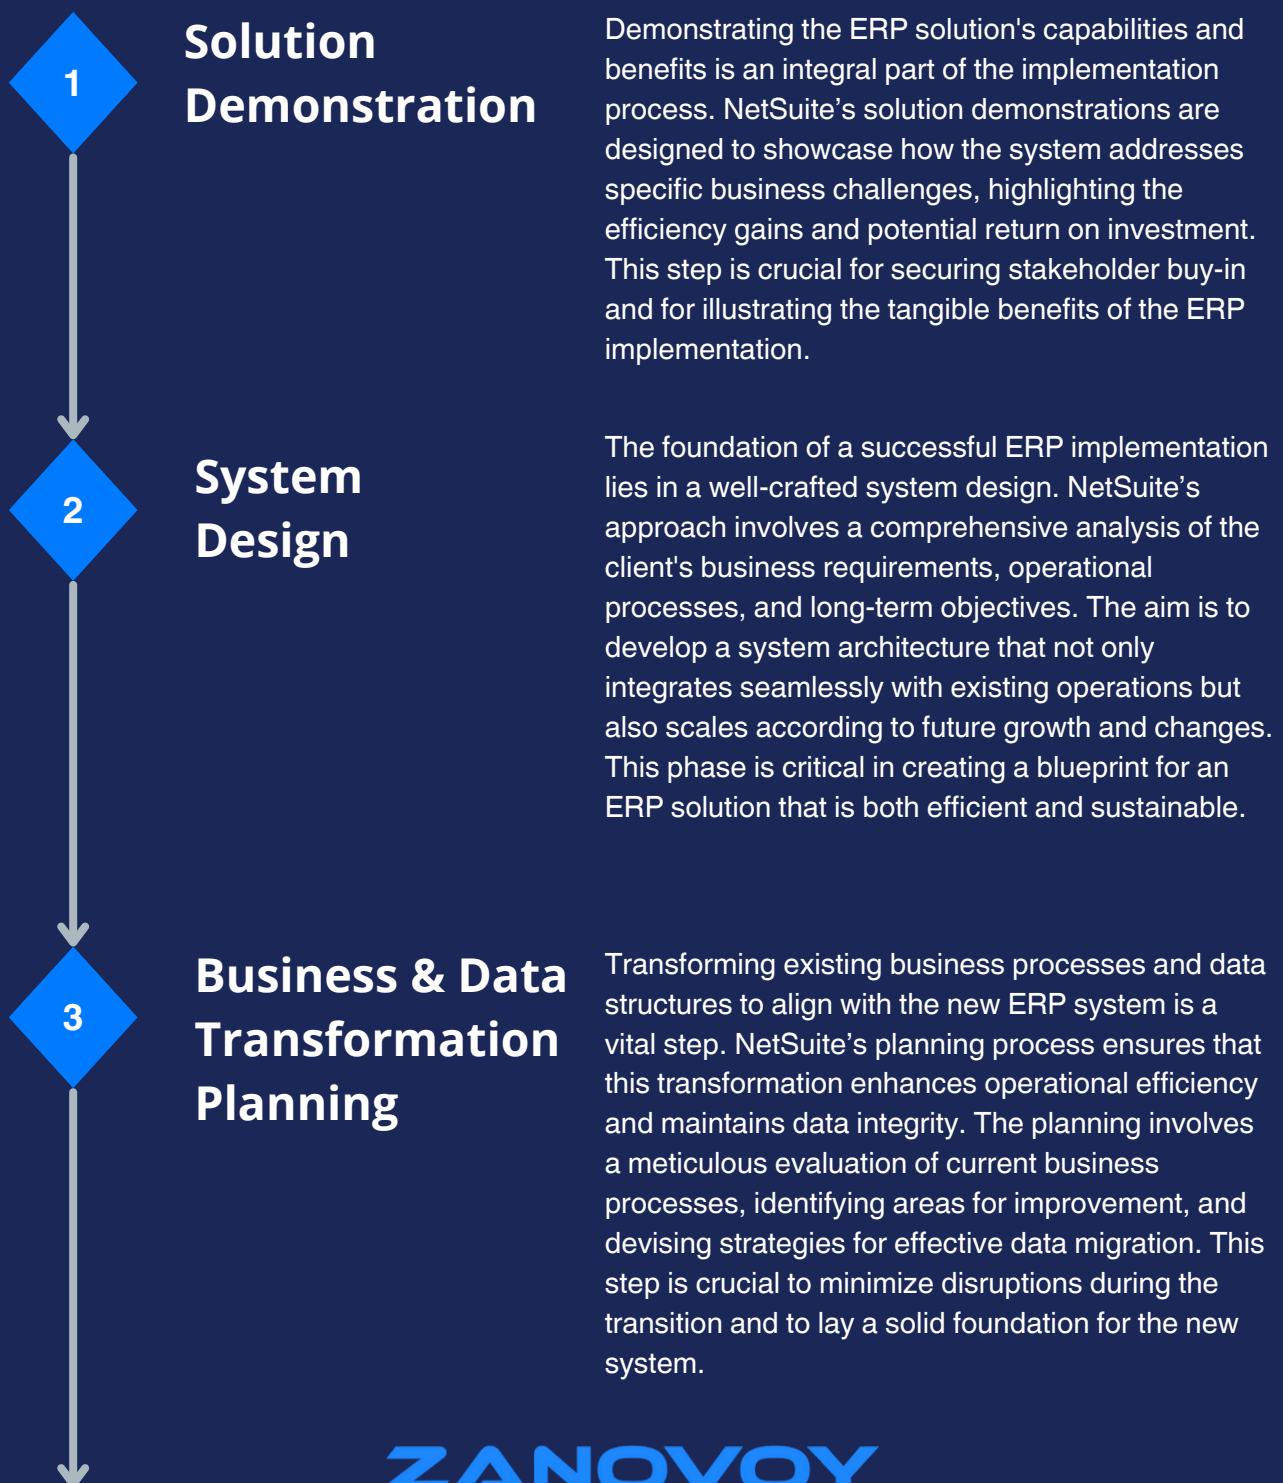 1
Solution
Demonstration
Demonstrating the ERP solution's capabilities and
benefits is an integral part of the implementation
process. NetSuite’s solution demonstrations are
designed to showcase how the system addresses
specific business challenges, highlighting the
efficiency gains and potential return on investment.
This step is crucial for securing stakeholder buy-in
and for illustrating the tangible benefits of the ERP
implementation.
2
System
Design
The foundation of a successful ERP implementation
lies in a well-crafted system design. NetSuite’s
approach involves a comprehensive analysis of the
client's business requirements, operational
processes, and long-term objectives. The aim is to
develop a system architecture that not only
integrates seamlessly with existing operations but
also scales according to future growth and changes.
This phase is critical in creating a blueprint for an
ERP solution that is both efficient and sustainable.
3
Business & Data
Transformation
Planning
Transforming existing business processes and data
structures to align with the new ERP system is a
vital step. NetSuite’s planning process ensures that
this transformation enhances operational efficiency
and maintains data integrity. The planning involves
a meticulous evaluation of current business
processes, identifying areas for improvement, and
devising strategies for effective data migration. This
step is crucial to minimize disruptions during the
transition and to lay a solid foundation for the new
system.
ZANOVOY